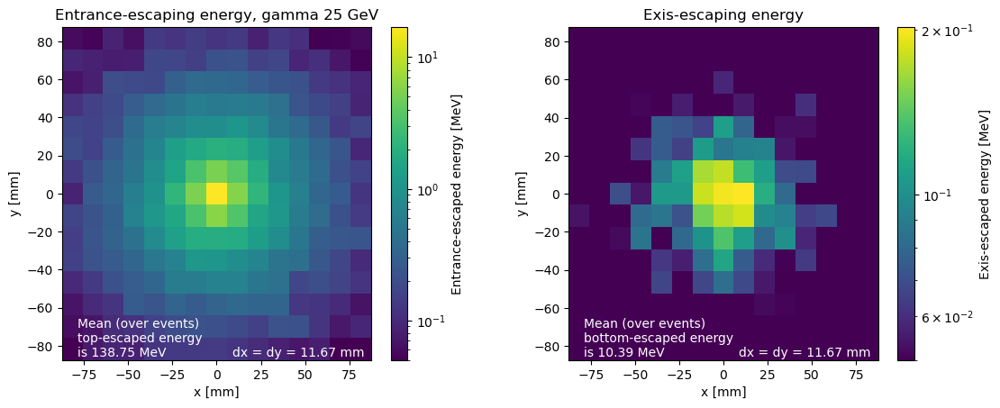 Entrance-escaping energy, gamma 25 GeV
80
60
40
20
0
−20
−40
−60
−80
y [mm]
−75
−50
−25
0
25
50
75
x [mm]
Mean (over events)
top-escaped energy
is 138.75 MeV
dx = dy = 11.67 mm
10¹
10⁰
10⁻¹
Entrance-escaped energy [MeV]
Exis-escaping energy
80
60
40
20
0
−20
−40
−60
−80
y [mm]
−75
−50
−25
0
25
50
75
x [mm]
Mean (over events)
bottom-escaped energy
is 10.39 MeV
dx = dy = 11.67 mm
2 × 10⁻¹
10⁻¹
6 × 10⁻²
Exis-escaped energy [MeV]